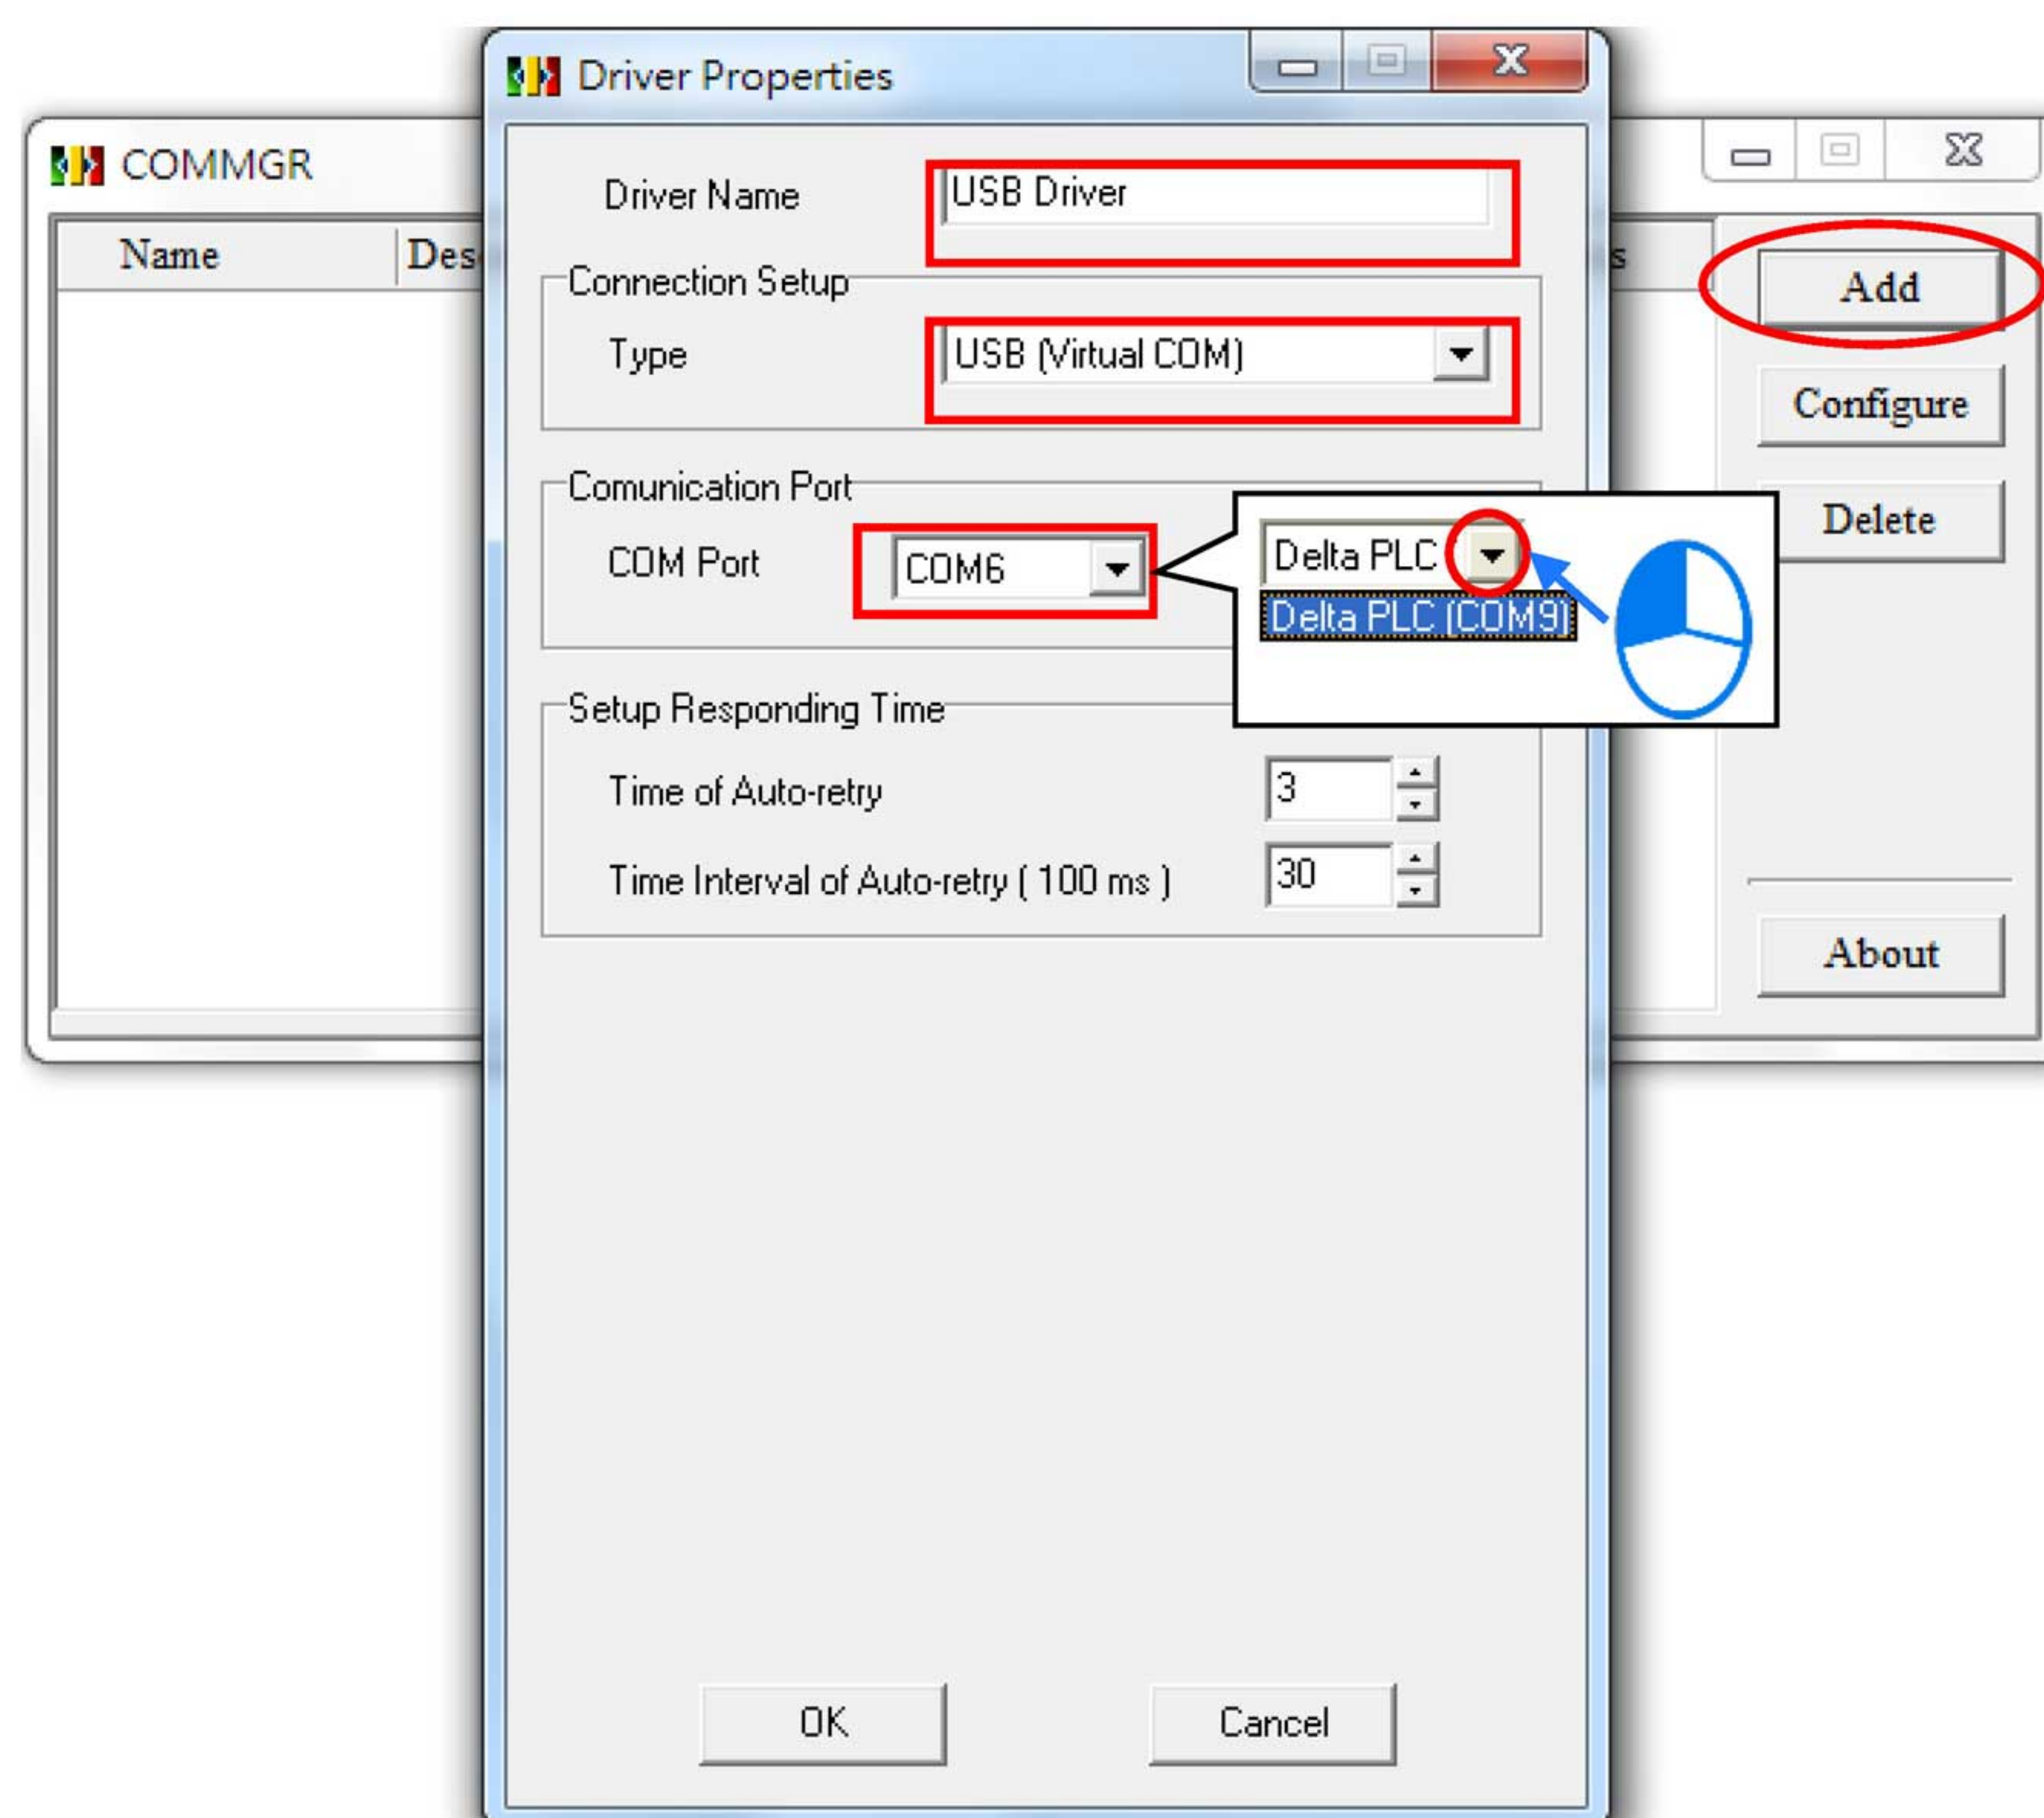 Driver Properties
COMMGR
Name
Des
s
Driver Name
USB Driver
Connection Setup
Type
USB (Virtual COM)
Comunication Port
COM Port
COM6
Delta PLC
Delta PLC (COM9)
Setup Responding Time
Time of Auto-retry
3
Time Interval of Auto-retry ( 100 ms )
30
OK
Cancel
Add
Configure
Delete
About